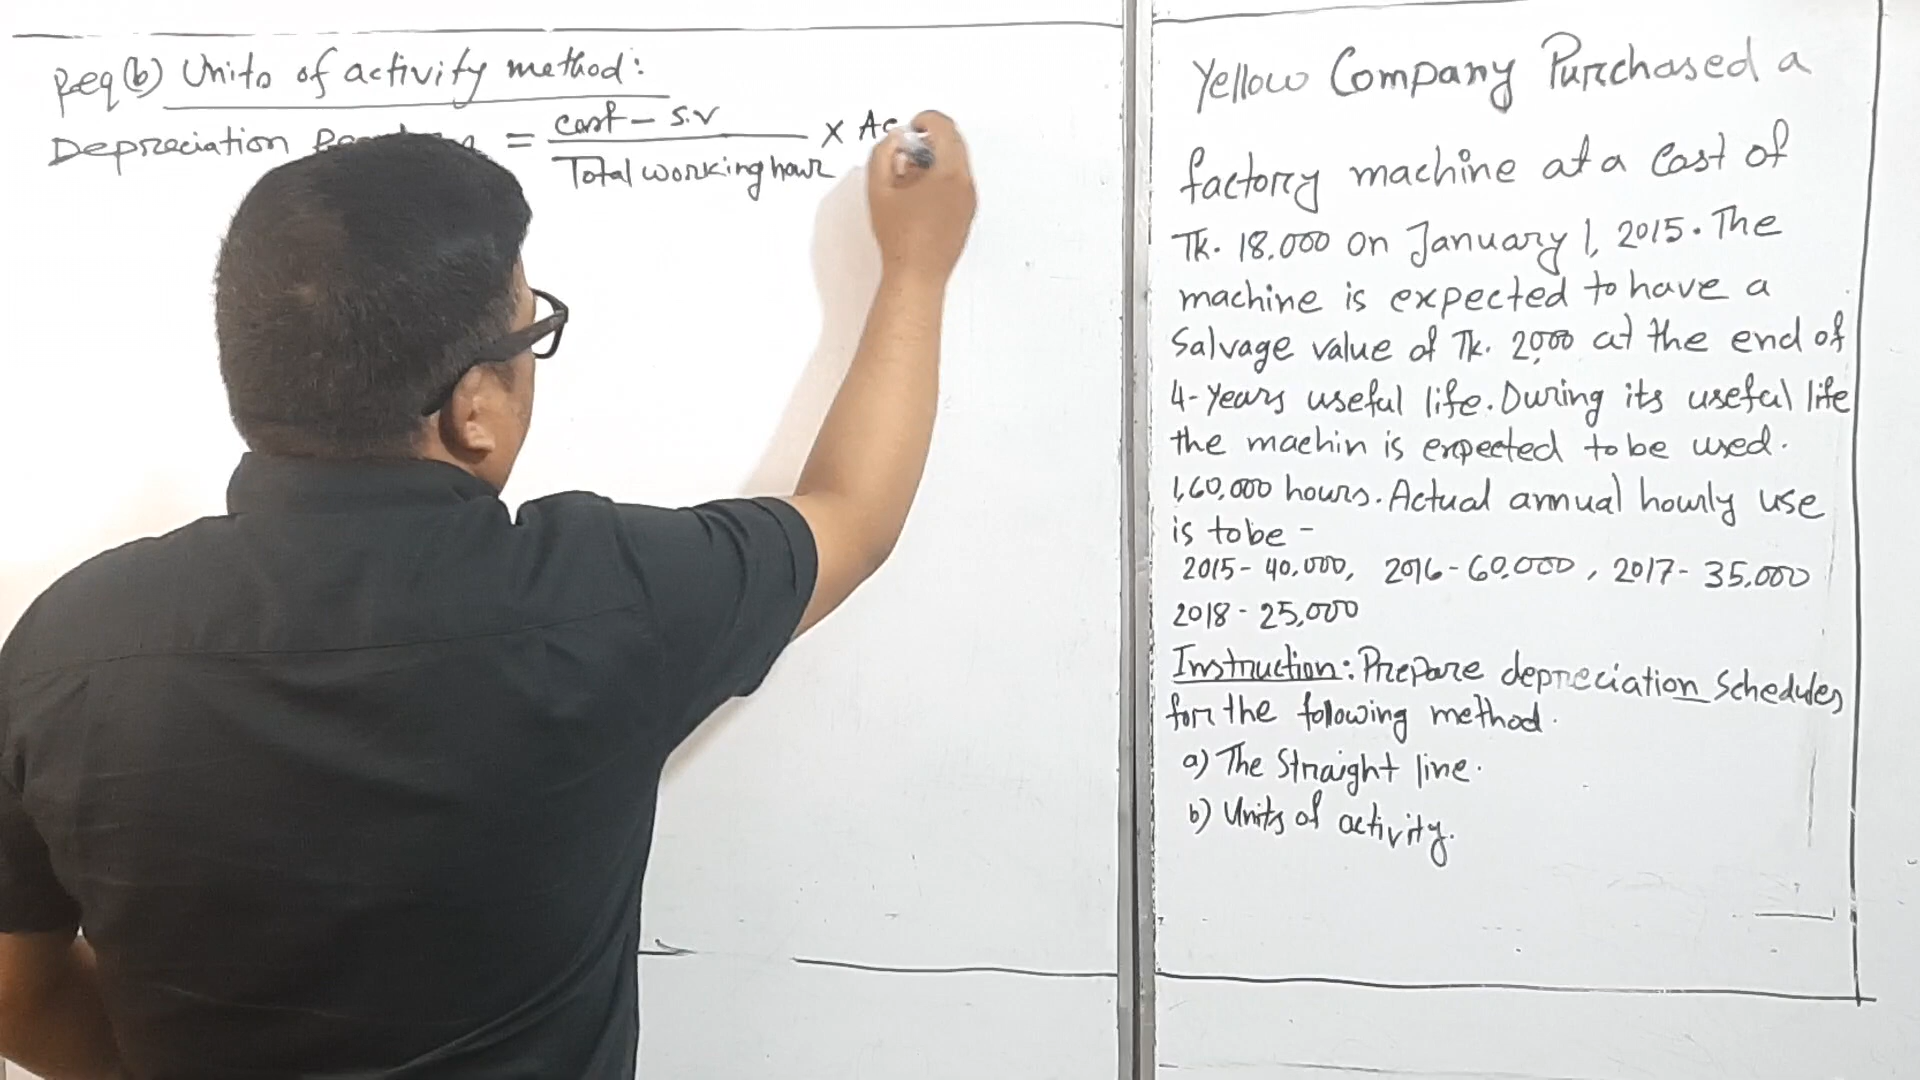 Req (b) Units of activity method:
Depreciation = cost - s.v
Total working hour × Ac
Yellow Company Purchased a
factory machine at a Cost of
Tk. 18.000 on January 1, 2015. The
machine is expected to have a
Salvage value of Tk. 2,000 at the end of
4-Years useful life. During its useful life
the machin is expected to be used.
1,60,000 hours. Actual annual hourly use
is to be -
2015 - 40,000, 2016 - 60,000, 2017 - 35,000
2018 - 25,000
Instruction: Prepare depreciation Schedules
for the folowing method.
a) The Straight line.
b) Units of activity.